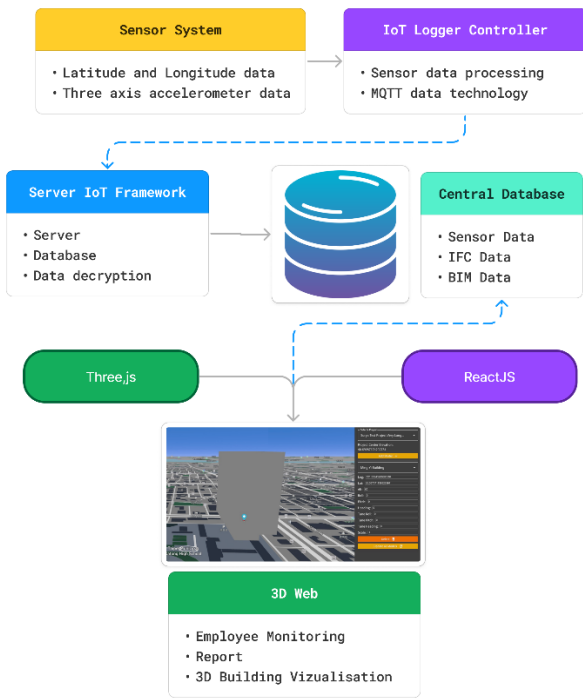 Sensor System
• Latitude and Longitude data
• Three axis accelerometer data
IoT Logger Controller
• Sensor data processing
• MQTT data technology
Server IoT Framework
• Server
• Database
• Data decryption
Central Database
• Sensor Data
• IFC Data
• BIM Data
Three,js
ReactJS
3D Web
• Employee Monitoring
• Report
• 3D Building Vizualisation